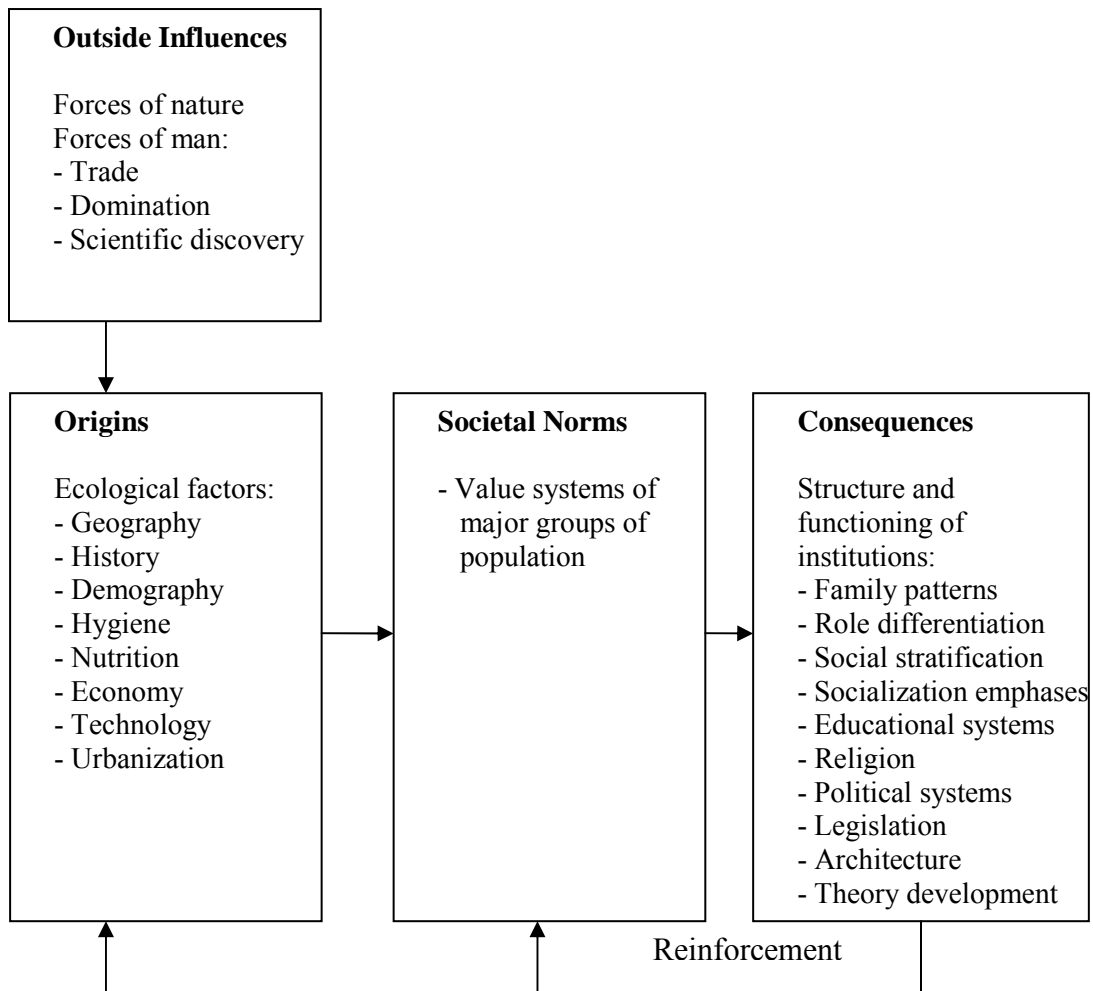 Outside Influences
Forces of nature
Forces of man:
- Trade
- Domination
- Scientific discovery
Origins
Ecological factors:
- Geography
- History
- Demography
- Hygiene
- Nutrition
- Economy
- Technology
- Urbanization
Societal Norms
- Value systems of
major groups of
population
Consequences
Structure and
functioning of
institutions:
- Family patterns
- Role differentiation
- Social stratification
- Socialization emphases
- Educational systems
- Religion
- Political systems
- Legislation
- Architecture
- Theory development
Reinforcement